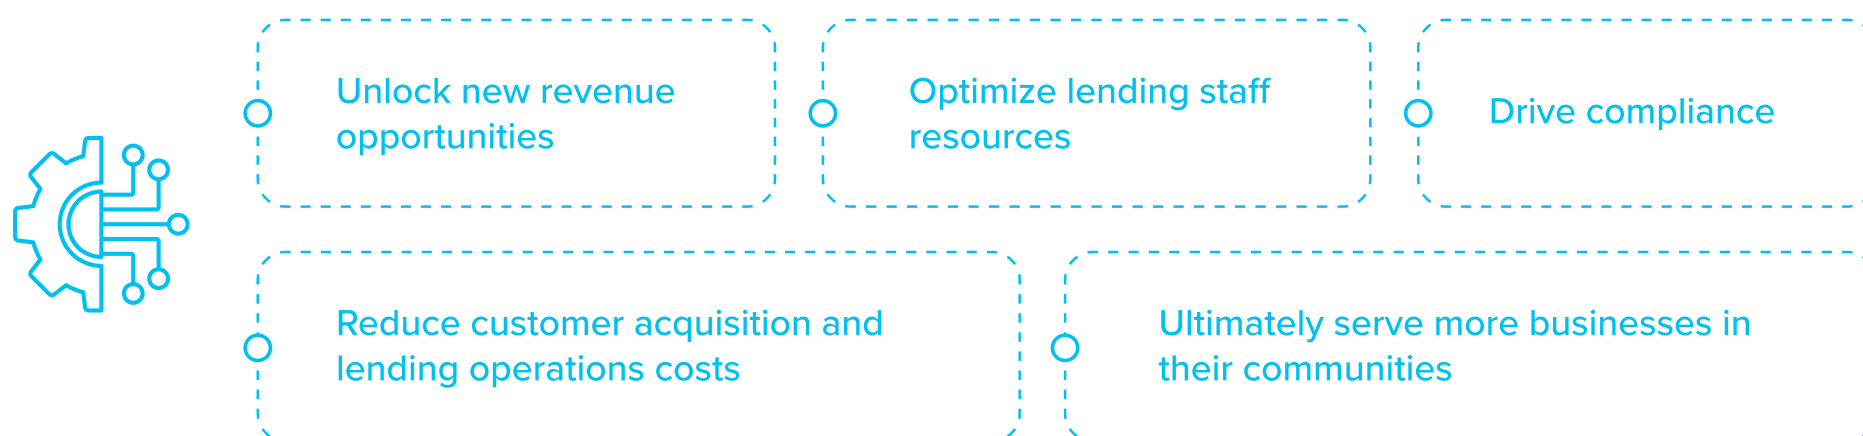 Unlock new revenue
opportunities
Optimize lending staff
resources
Drive compliance
Reduce customer acquisition and
lending operations costs
Ultimately serve more businesses in
their communities